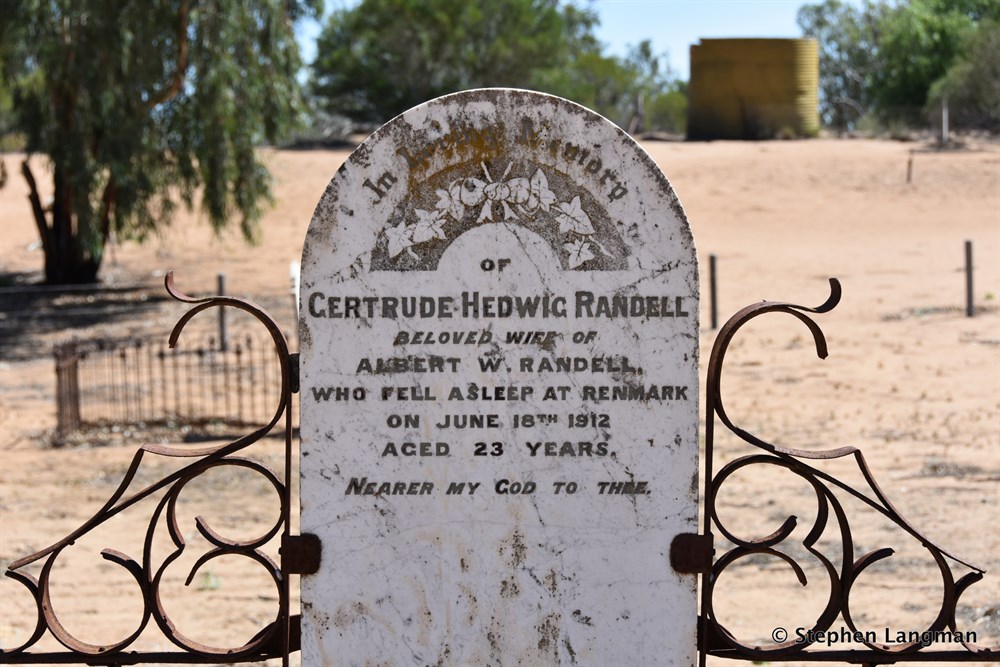 In Loving Memory
OF
GERTRUDE HEDWIG RANDELL
BELOVED WIFE OF
ALBERT W. RANDELL,
WHO FELL ASLEEP AT RENMARK
ON JUNE 18TH 1912
AGED 23 YEARS.
NEARER MY GOD TO THEE.
© Stephen Langman